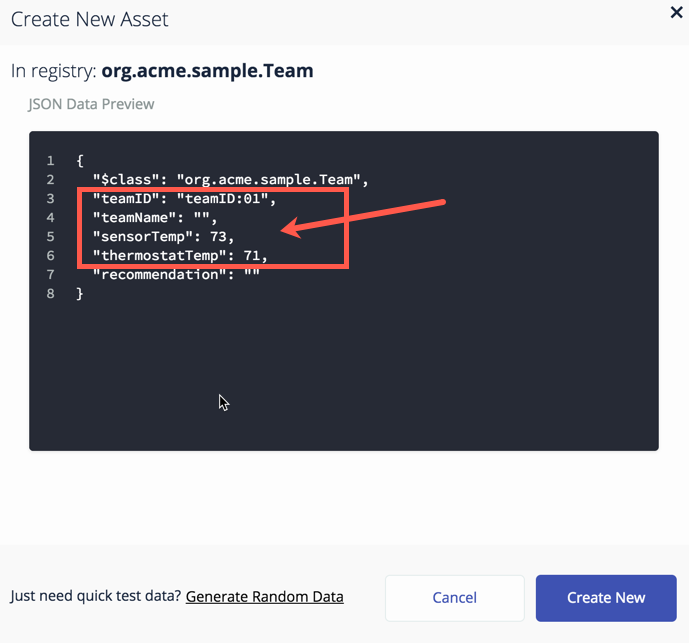 Create New Asset
In registry: org.acme.sample.Team
JSON Data Preview
1 {
2 "$class": "org.acme.sample.Team",
3 "teamID": "teamID:01",
4 "teamName": "",
5 "sensorTemp": 73,
6 "thermostatTemp": 71,
7 "recommendation": ""
8 }
Just need quick test data? Generate Random Data
Cancel
Create New